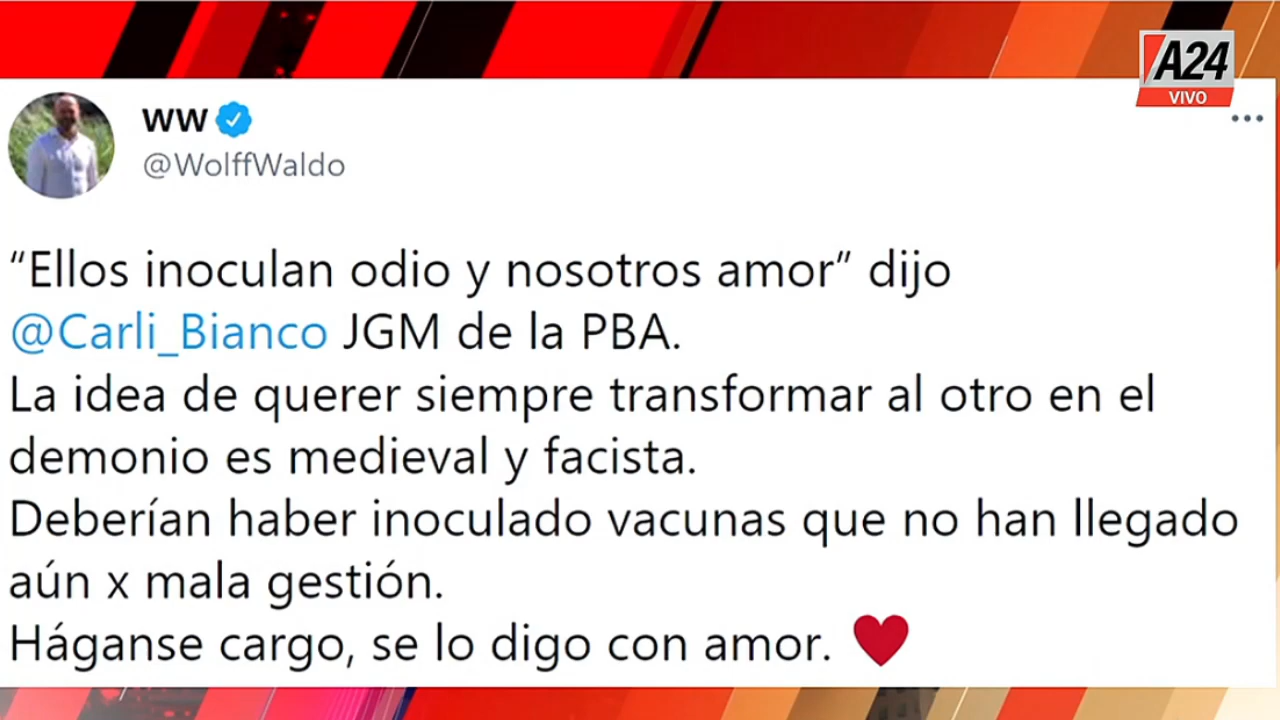 A24
VIVO
WW
@WolffWaldo
“Ellos inoculan odio y nosotros amor” dijo
@Carli_Bianco JGM de la PBA.
La idea de querer siempre transformar al otro en el
demonio es medieval y facista.
Deberían haber inoculado vacunas que no han llegado
aún x mala gestión.
Háganse cargo, se lo digo con amor. ❤